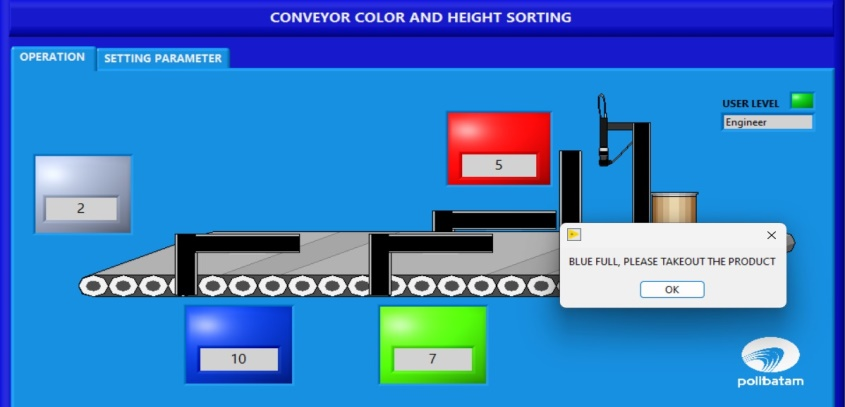 CONVEYOR COLOR AND HEIGHT SORTING
OPERATION
SETTING PARAMETER
USER LEVEL
Engineer
5
2
BLUE FULL, PLEASE TAKEOUT THE PRODUCT
OK
10
7
polibatam